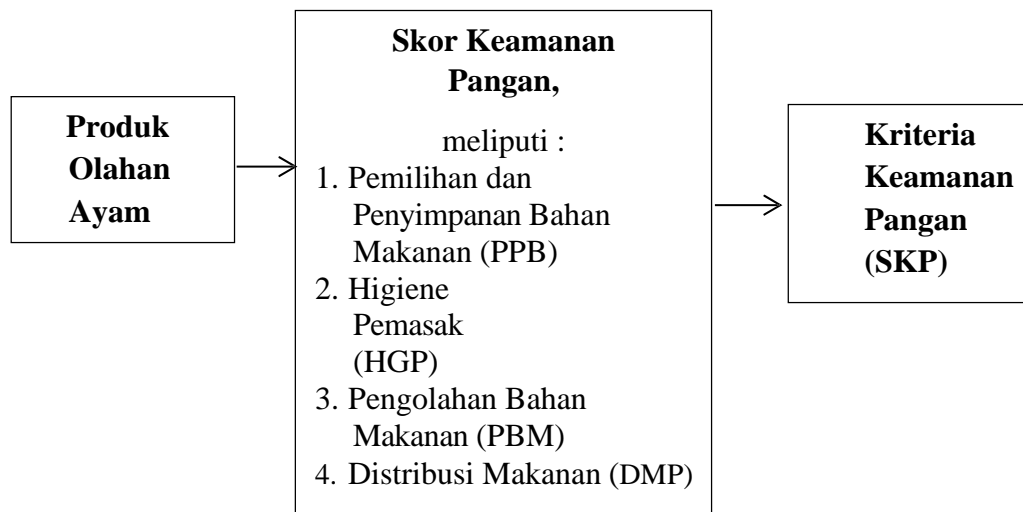 Produk
Olahan
Ayam
Skor Keamanan
Pangan,
meliputi :
1. Pemilihan dan
Penyimpanan Bahan
Makanan (PPB)
2. Higiene
Pemasak
(HGP)
3. Pengolahan Bahan
Makanan (PBM)
4. Distribusi Makanan (DMP)
Kriteria
Keamanan
Pangan
(SKP)